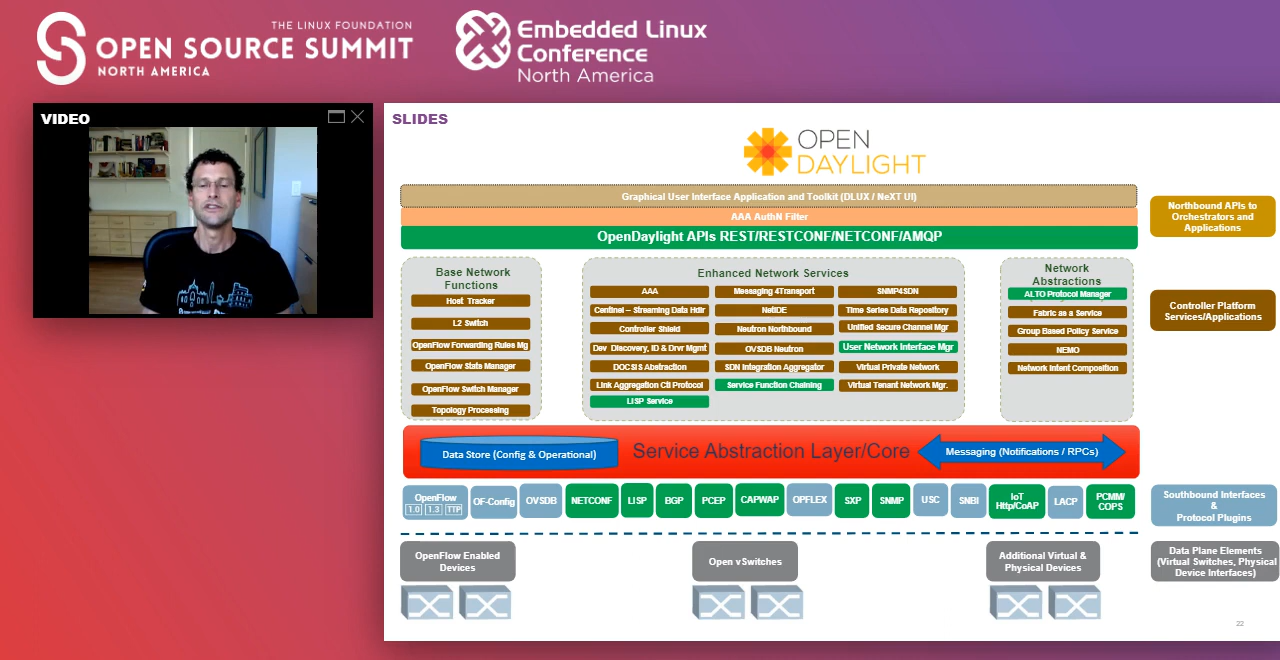 THE LINUX FOUNDATION
OPEN SOURCE SUMMIT
NORTH AMERICA
Embedded Linux
Conference
North America
VIDEO
SLIDES
OPEN
DAYLIGHT
Graphical User Interface Application and Toolkit (DLUX / NeXT UI)
AAA AuthN Filter
OpenDaylight APIs REST/RESTCONF/NETCONF/AMQP
Northbound APIs to
Orchestrators and
Applications
Base Network
Functions
Host Tracker
L2 Switch
OpenFlow Forwarding Rules Mg
OpenFlow Stats Manager
OpenFlow Switch Manager
Topology Processing
Enhanced Network Services
AAA
Centinel – Streaming Data Hdlr
Controller Shield
Dev Discovery, ID & Drvr Mgmt
DOCSIS Abstraction
Link Aggregation Ctl Protocol
LISP Service
Messaging 4Transport
NetIDE
Neutron Northbound
OVSDB Neutron
SDN Integration Aggregator
Service Function Chaining
SNMP4SDN
Time Series Data Repository
Unified Secure Channel Mgr
User Network Interface Mgr
Virtual Private Network
Virtual Tenant Network Mgr.
Network
Abstractions
ALTO Protocol Manager
Fabric as a Service
Group Based Policy Service
NEMO
Network Intent Composition
Controller Platform
Services/Applications
Data Store (Config & Operational)
Service Abstraction Layer/Core
Messaging (Notifications / RPCs)
OpenFlow
1.0 1.3 TTP
OF-Config
OVSDB
NETCONF
LISP
BGP
PCEP
CAPWAP
OPFLEX
SXP
SNMP
USC
SNBI
IoT
Http/CoAP
LACP
PCMM/
COPS
Southbound Interfaces
&
Protocol Plugins
OpenFlow Enabled
Devices
Open vSwitches
Additional Virtual &
Physical Devices
Data Plane Elements
(Virtual Switches, Physical
Device Interfaces)
22